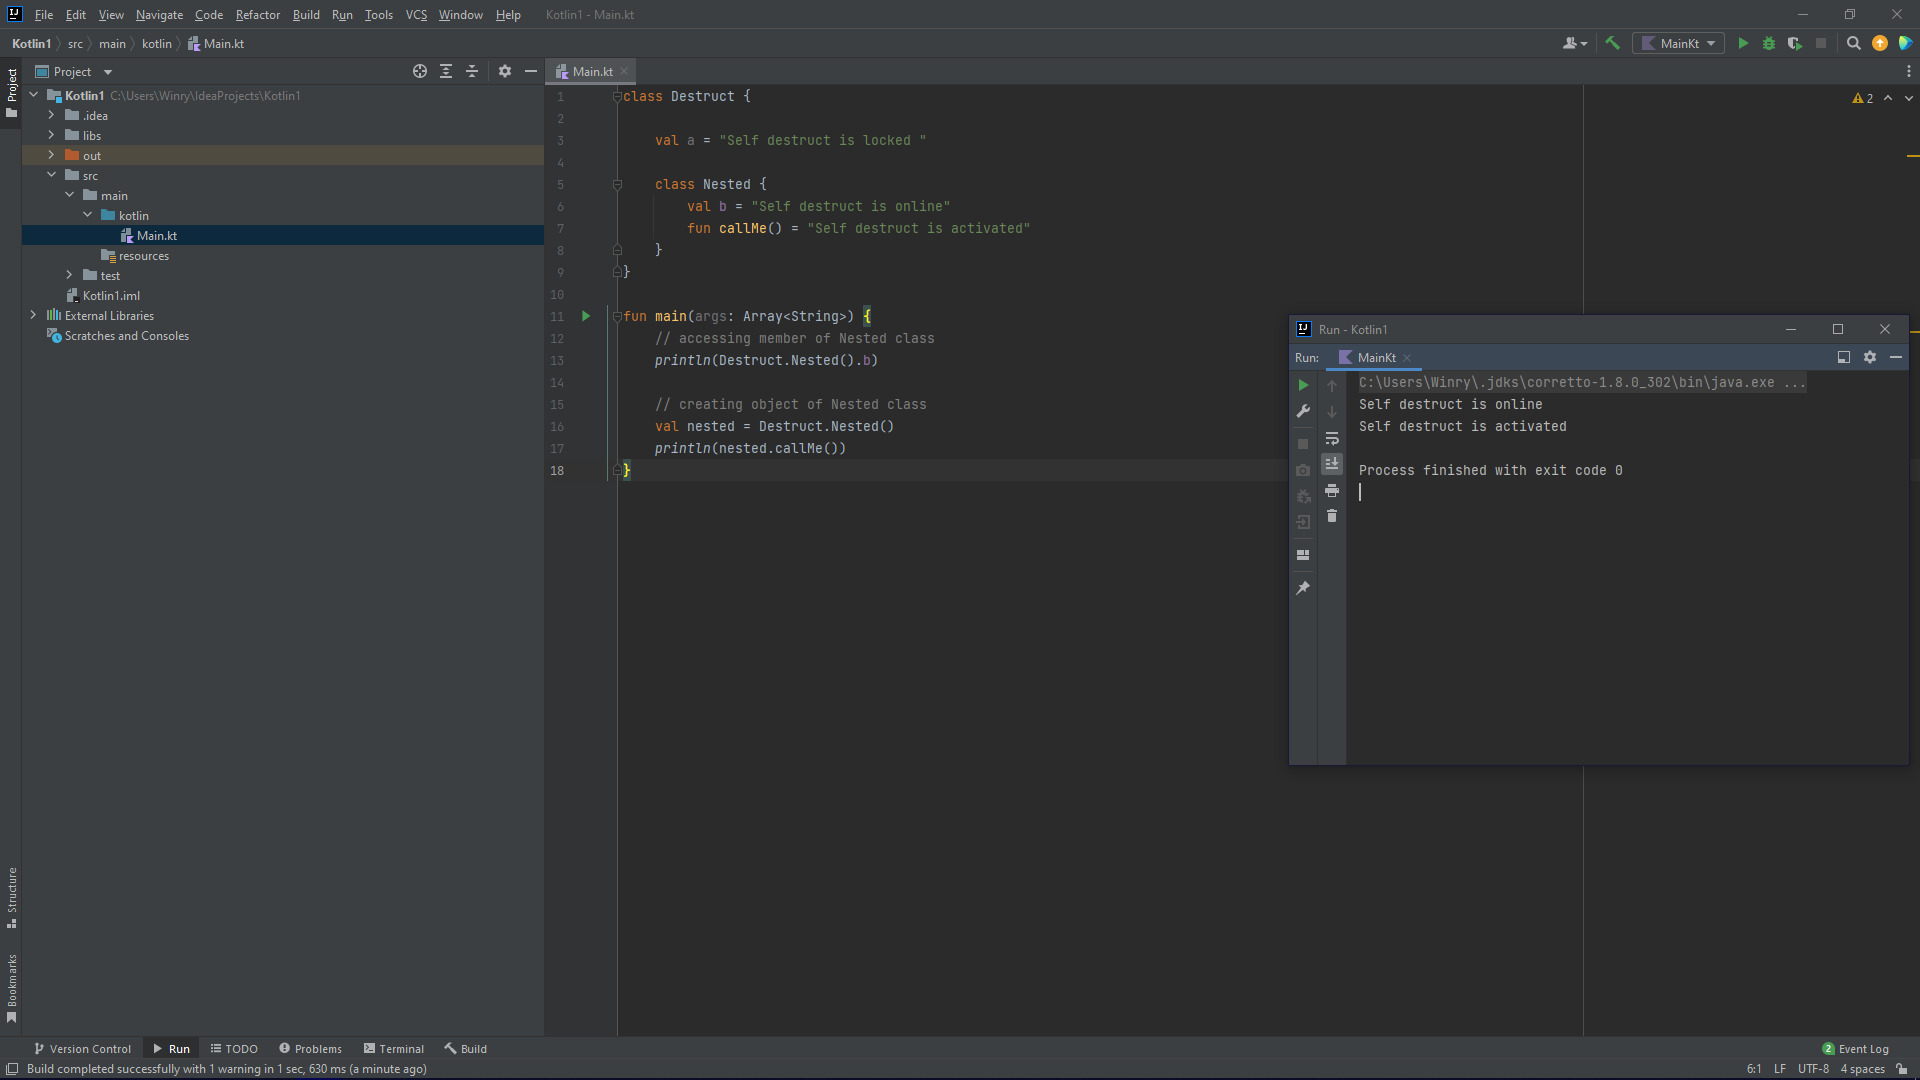 File Edit View Navigate Code Refactor Build Run Tools VCS Window Help Kotlin1 - Main.kt
Kotlin1 src main kotlin Main.kt
MainKt
Project
Project
Main.kt
Kotlin1 C:\Users\Winry\IdeaProjects\Kotlin1
.idea
libs
out
src
main
kotlin
Main.kt
resources
test
Kotlin1.iml
External Libraries
Scratches and Consoles
Structure
Bookmarks
1 class Destruct {
2
3 val a = "Self destruct is locked "
4
5 class Nested {
6 val b = "Self destruct is online"
7 fun callMe() = "Self destruct is activated"
8 }
9 }
10
11 fun main(args: Array<String>) {
12 // accessing member of Nested class
13 println(Destruct.Nested().b)
14
15 // creating object of Nested class
16 val nested = Destruct.Nested()
17 println(nested.callMe())
18 }
2
Run - Kotlin1
Run: MainKt
C:\Users\Winry\.jdks\corretto-1.8.0_302\bin\java.exe ...
Self destruct is online
Self destruct is activated
Process finished with exit code 0
Version Control Run TODO Problems Terminal Build
2 Event Log
Build completed successfully with 1 warning in 1 sec, 630 ms (a minute ago)
6:1 LF UTF-8 4 spaces